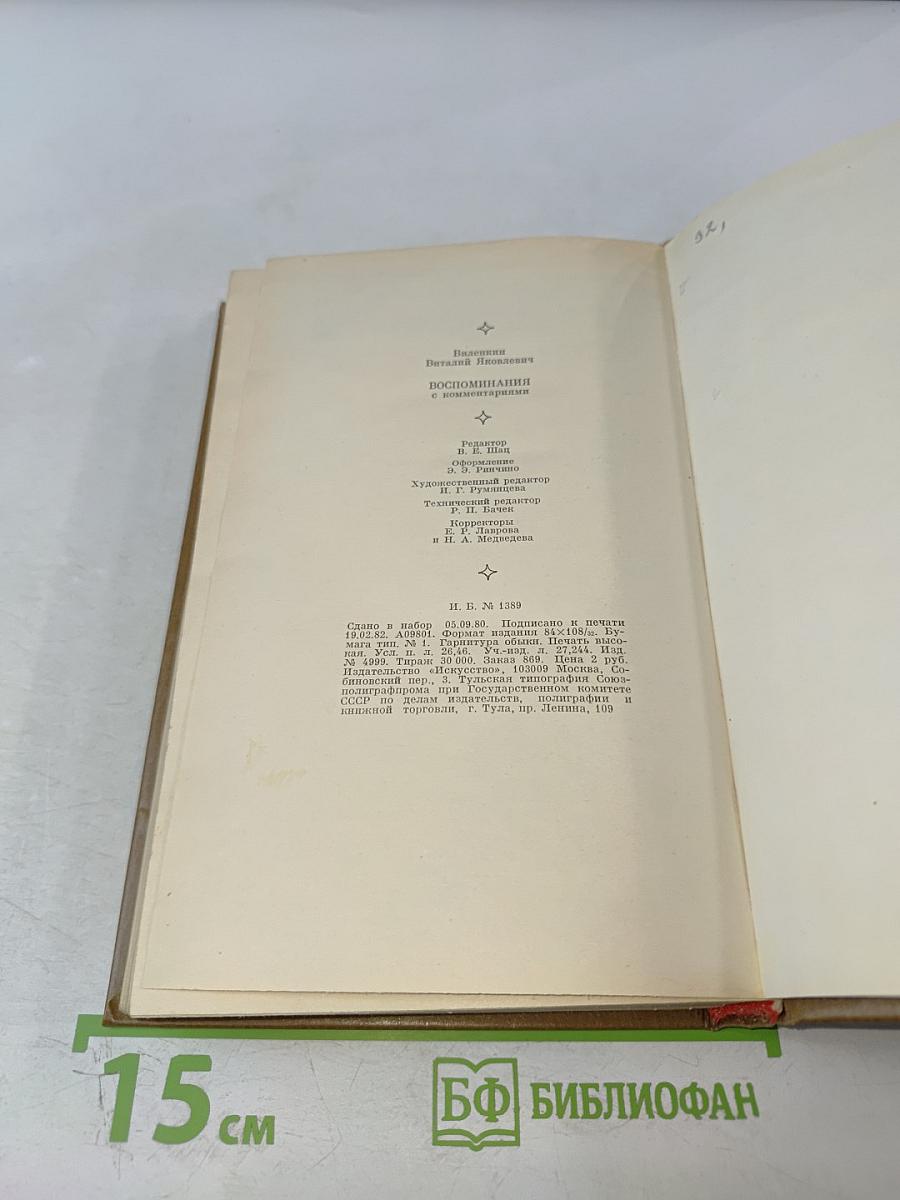 Виленкин
Виталий Яковлевич
ВОСПОМИНАНИЯ
с комментариями
Редактор
В. Е. Шац
Оформление
Э. Э. Ринчино
Художественный редактор
И. Г. Румянцева
Технический редактор
Р. П. Бачек
Корректоры
Е. Р. Лаврова
и Н. А. Медведева
И. Б. № 1389
Сдано в набор 05.09.80. Подписано к печати
19.02.82. А09801. Формат издания 84×108/32. Бу-
мага тип. № 1. Гарнитура обыкн. Печать высо-
кая. Усл. п. л. 26,46. Уч.-изд. л. 27,244. Изд.
№ 4999. Тираж 30 000. Заказ 869. Цена 2 руб.
Издательство «Искусство», 103009 Москва, Со-
биновский пер., 3. Тульская типография Союз-
полиграфпрома при Государственном комитете
СССР по делам издательств, полиграфии и
книжной торговли, г. Тула, пр. Ленина, 109
92,
15 см
БФ БИБЛИОФАН